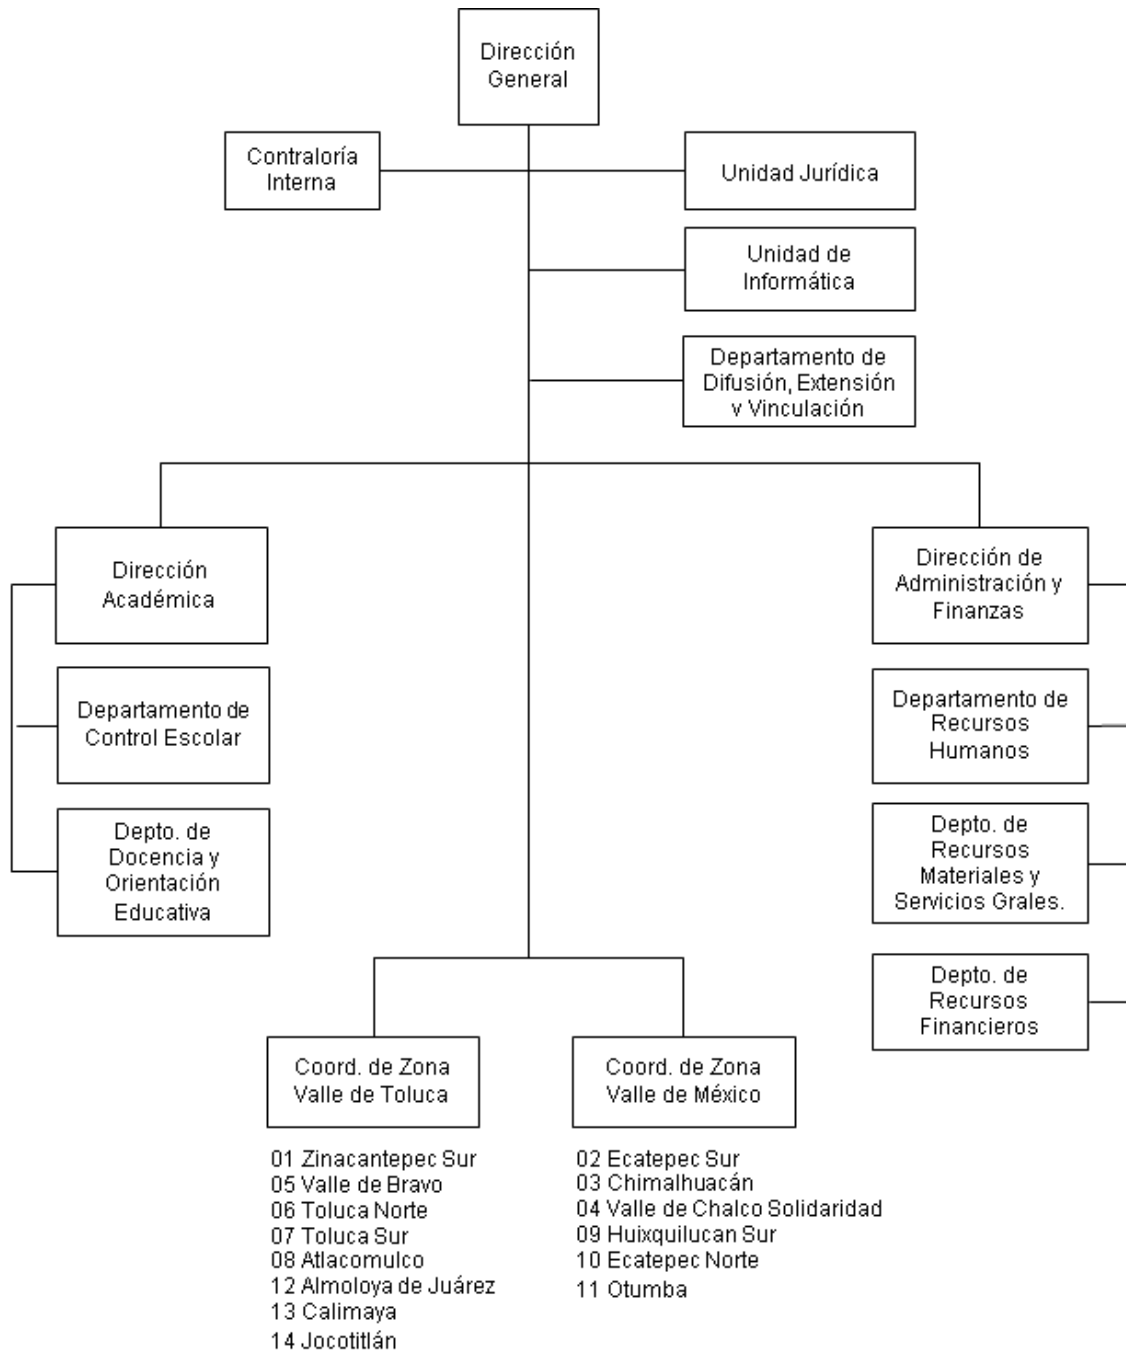 Dirección
General
Contraloría
Interna
Unidad Jurídica
Unidad de
Informática
Departamento de
Difusión, Extensión
v Vinculación
Dirección
Académica
Departamento de
Control Escolar
Depto. de
Docencia y
Orientación
Educativa
Dirección de
Administración y
Finanzas
Departamento de
Recursos
Humanos
Depto. de
Recursos
Materiales y
Servicios Grales.
Depto. de
Recursos
Financieros
Coord. de Zona
Valle de Toluca
01 Zinacantepec Sur
05 Valle de Bravo
06 Toluca Norte
07 Toluca Sur
08 Atlacomulco
12 Almoloya de Juárez
13 Calimaya
14 Jocotitlán
Coord. de Zona
Valle de México
02 Ecatepec Sur
03 Chimalhuacán
04 Valle de Chalco Solidaridad
09 Huixquilucan Sur
10 Ecatepec Norte
11 Otumba